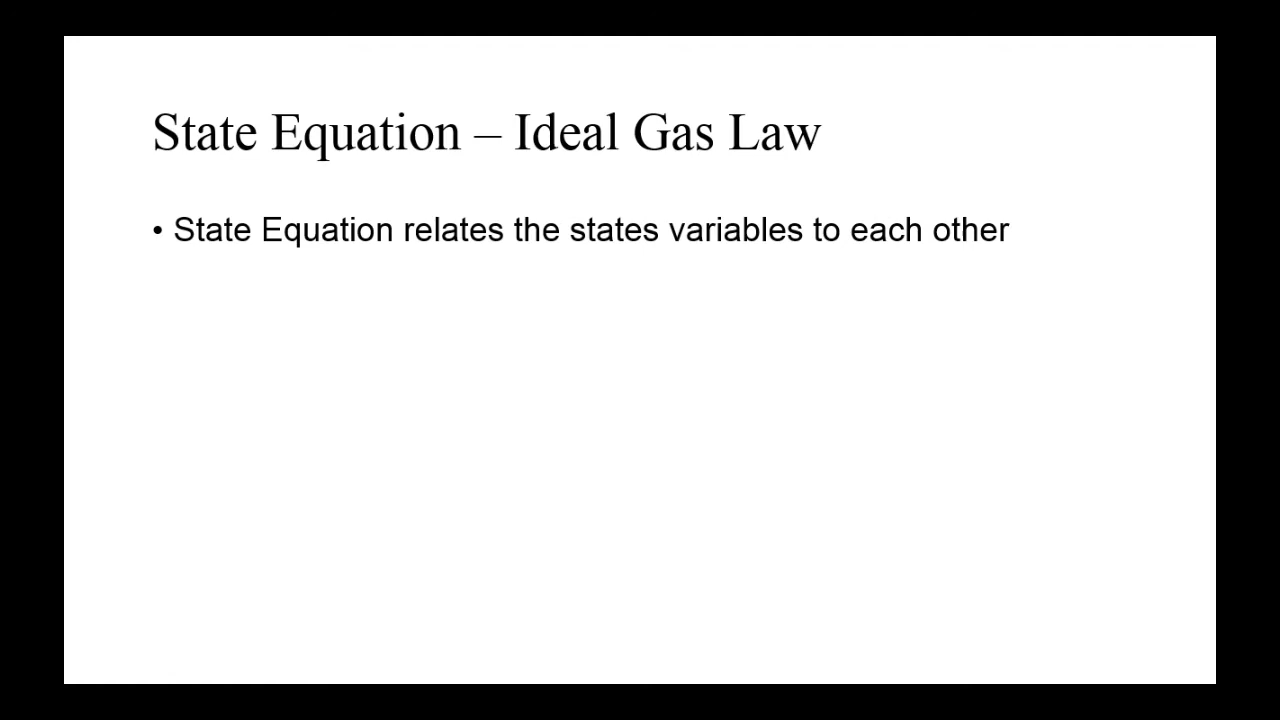 State Equation – Ideal Gas Law
• State Equation relates the states variables to each other